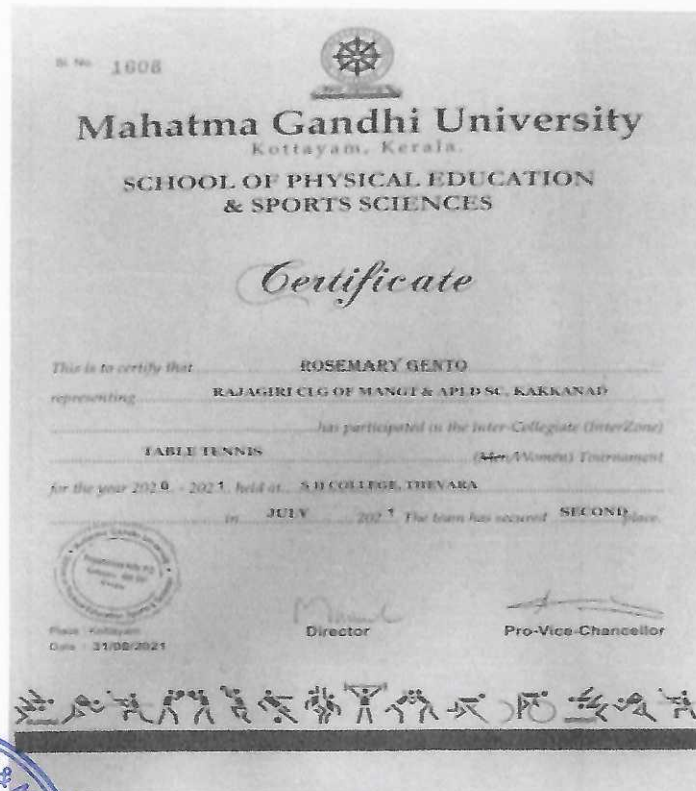 Sl. No. 1608
Mahatma Gandhi University
Kottayam, Kerala.
SCHOOL OF PHYSICAL EDUCATION
& SPORTS SCIENCES
Certificate
This is to certify that ROSEMARY GENTO
representing RAJAGIRI CLG OF MANGT & APLD SC, KAKKANAD
has participated in the Inter-Collegiate (InterZone)
TABLE TENNIS (Men/Women) Tournament
for the year 2020 - 2021, held at S H COLLEGE, THEVARA
in JULY 2021 The team has secured SECOND place.
Director Pro-Vice-Chancellor
Place : Kottayam
Date : 31/08/2021